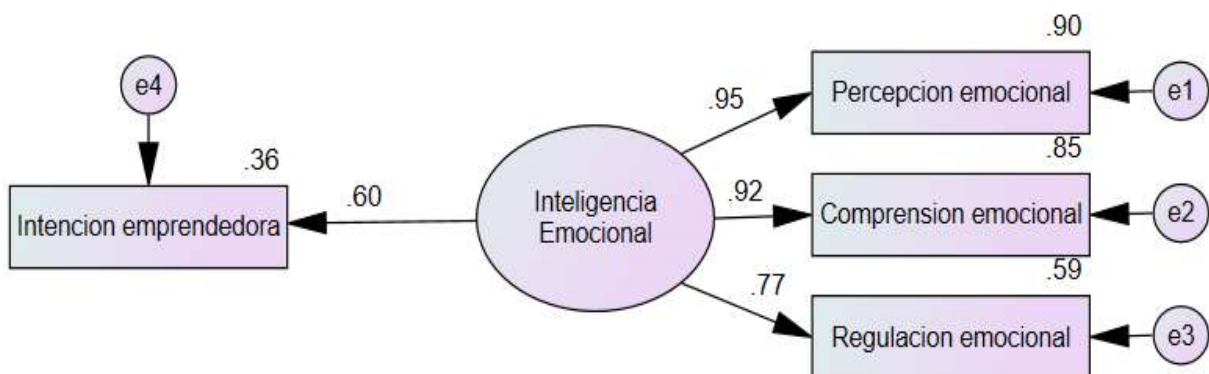 .90
e4
Percepcion emocional
e1
.95
.36
.85
Intencion emprendedora
.60
Inteligencia
Emocional
.92
Comprension emocional
e2
.59
.77
Regulacion emocional
e3